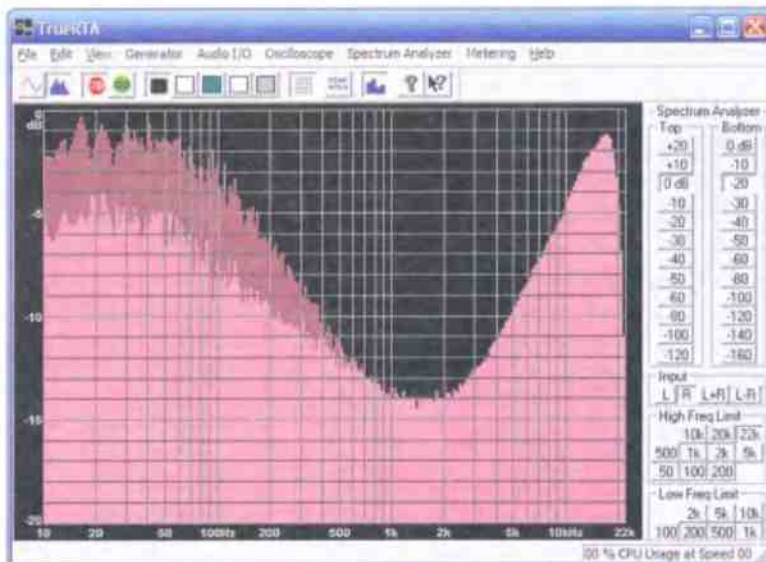 TrueRTA
File Edit View Generator Audio I/O Oscilloscope Spectrum Analyzer Metering Help
Spectrum Analyzer
Top Bottom
+20 0 dB
+10 -10
0 dB -20
-10 -30
-20 -40
-30 -50
-40 -60
-50 -80
-60 -100
-80 -120
-100 -140
-120 -160
Input
L R L+R L-R
High Freq Limit
10k 20k 22k
500 1k 2k 5k
50 100 200
Low Freq Limit
2k 5k 10k
100 200 500 1k
0
dB
-5
-10
-15
-20
10 20 50 100Hz 200 500 1k 2k 5k 10kHz 22k
00 % CPU Usage at Speed 00